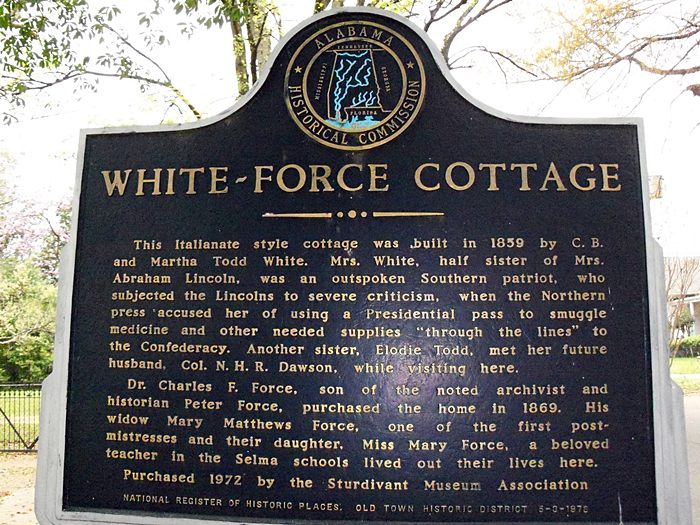 ALABAMA
TENNESSEE
MISSISSIPPI
GEORGIA
FLORIDA
HISTORICAL COMMISSION
WHITE-FORCE COTTAGE
This Italianate style cottage was built in 1859 by C. B.
and Martha Todd White. Mrs. White, half sister of Mrs.
Abraham Lincoln, was an outspoken Southern patriot, who
subjected the Lincolns to severe criticism, when the Northern
press accused her of using a Presidential pass to smuggle
medicine and other needed supplies "through the lines" to
the Confederacy. Another sister, Elodie Todd, met her future
husband, Col. N. H. R. Dawson, while visiting here.
Dr. Charles F. Force, son of the noted archivist and
historian Peter Force, purchased the home in 1869. His
widow Mary Matthews Force, one of the first post-
mistresses and their daughter, Miss Mary Force, a beloved
teacher in the Selma schools lived out their lives here.
Purchased 1972 by the Sturdivant Museum Association
NATIONAL REGISTER OF HISTORIC PLACES, OLD TOWN HISTORIC DISTRICT 5-3-1978